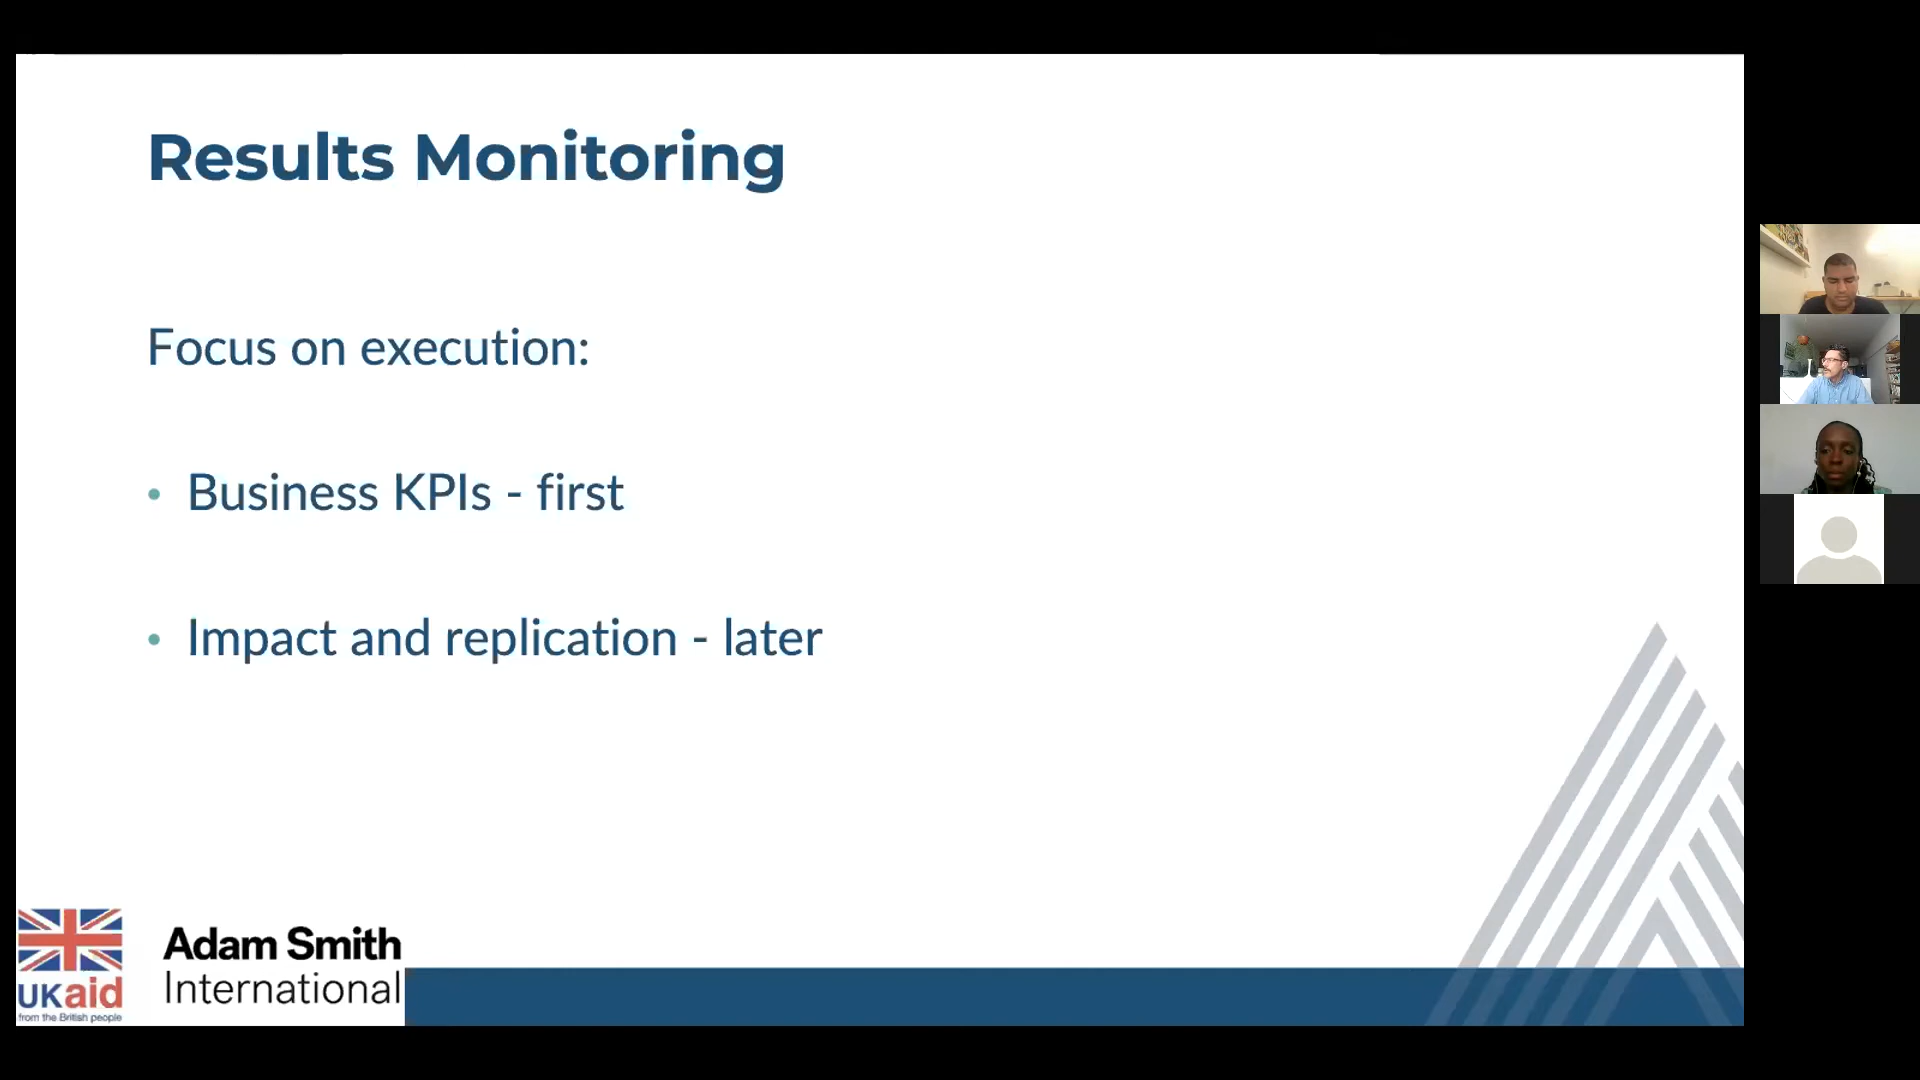 Results Monitoring
Focus on execution:
• Business KPIs - first
• Impact and replication - later
UKaid
from the British people
Adam Smith
International